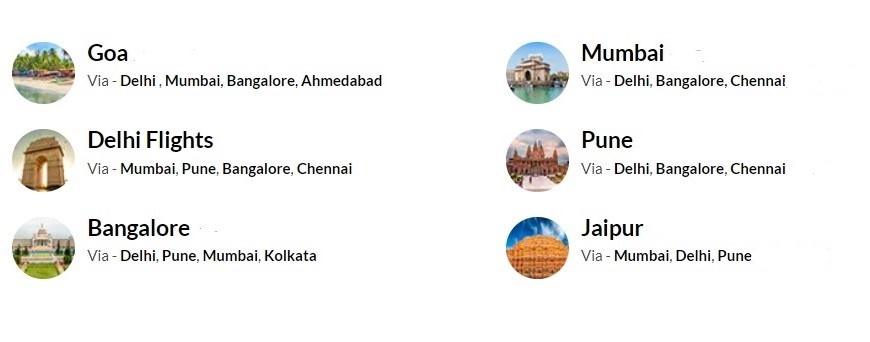 Goa
Via - Delhi , Mumbai, Bangalore, Ahmedabad
Mumbai
Via - Delhi, Bangalore, Chennai
Delhi Flights
Via - Mumbai, Pune, Bangalore, Chennai
Pune
Via - Delhi, Bangalore, Chennai
Bangalore
Via - Delhi, Pune, Mumbai, Kolkata
Jaipur
Via - Mumbai, Delhi, Pune